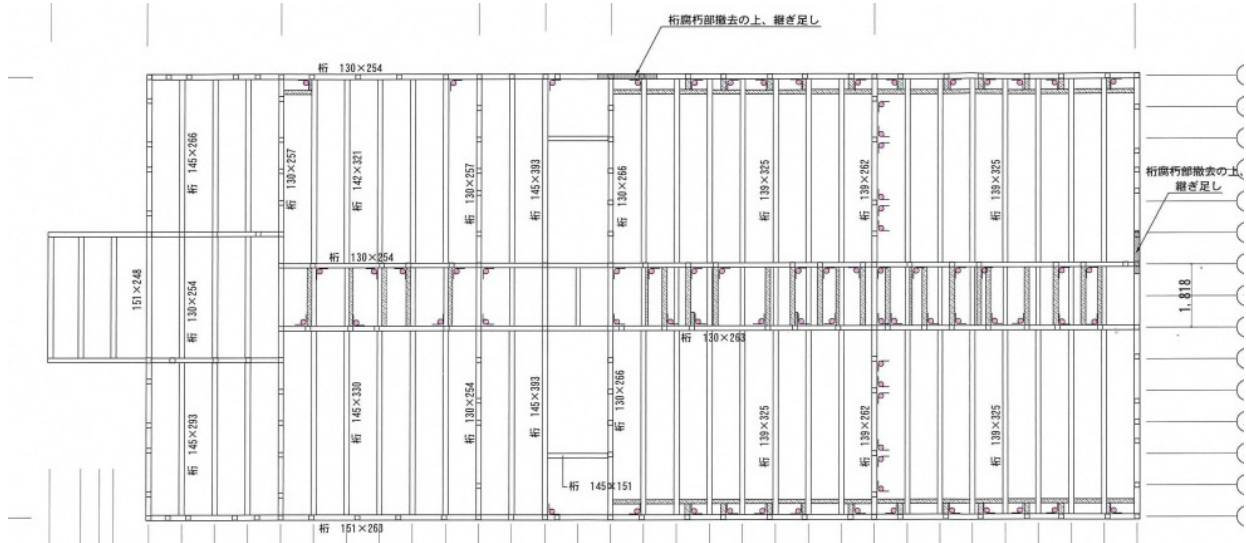 桁腐朽部撤去の上、継ぎ足し
桁 130×254
桁 145×266
桁 130×257
桁 142×321
桁 130×257
桁 145×393
桁 130×266
桁 139×325
桁 139×262
桁 139×325
桁腐朽部撤去の上、
継ぎ足し
桁 130×254
151×248
桁 130×254
1,818
桁 130×263
桁 145×293
桁 145×330
桁 130×254
桁 145×393
桁 130×266
桁 139×325
桁 139×262
桁 139×325
桁 145×151
桁 151×263